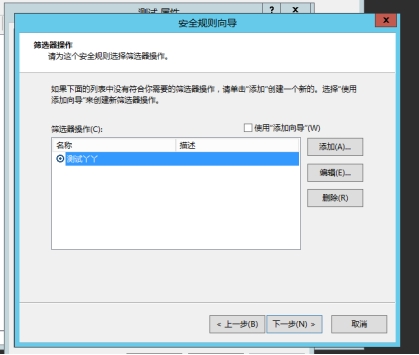 测试 属性
? x
安全规则向导
x
筛选器操作
请为这个安全规则选择筛选器操作。
如果下面的列表中没有符合你需要的筛选器操作，请单击“添加”创建一个新的。选择“使用
添加向导”来创建新筛选器操作。
筛选器操作(C):
使用“添加向导”(W)
名称 描述
测试丫丫
添加(A)...
编辑(E)...
删除(R)
< 上一步(B) 下一步(N) > 取消